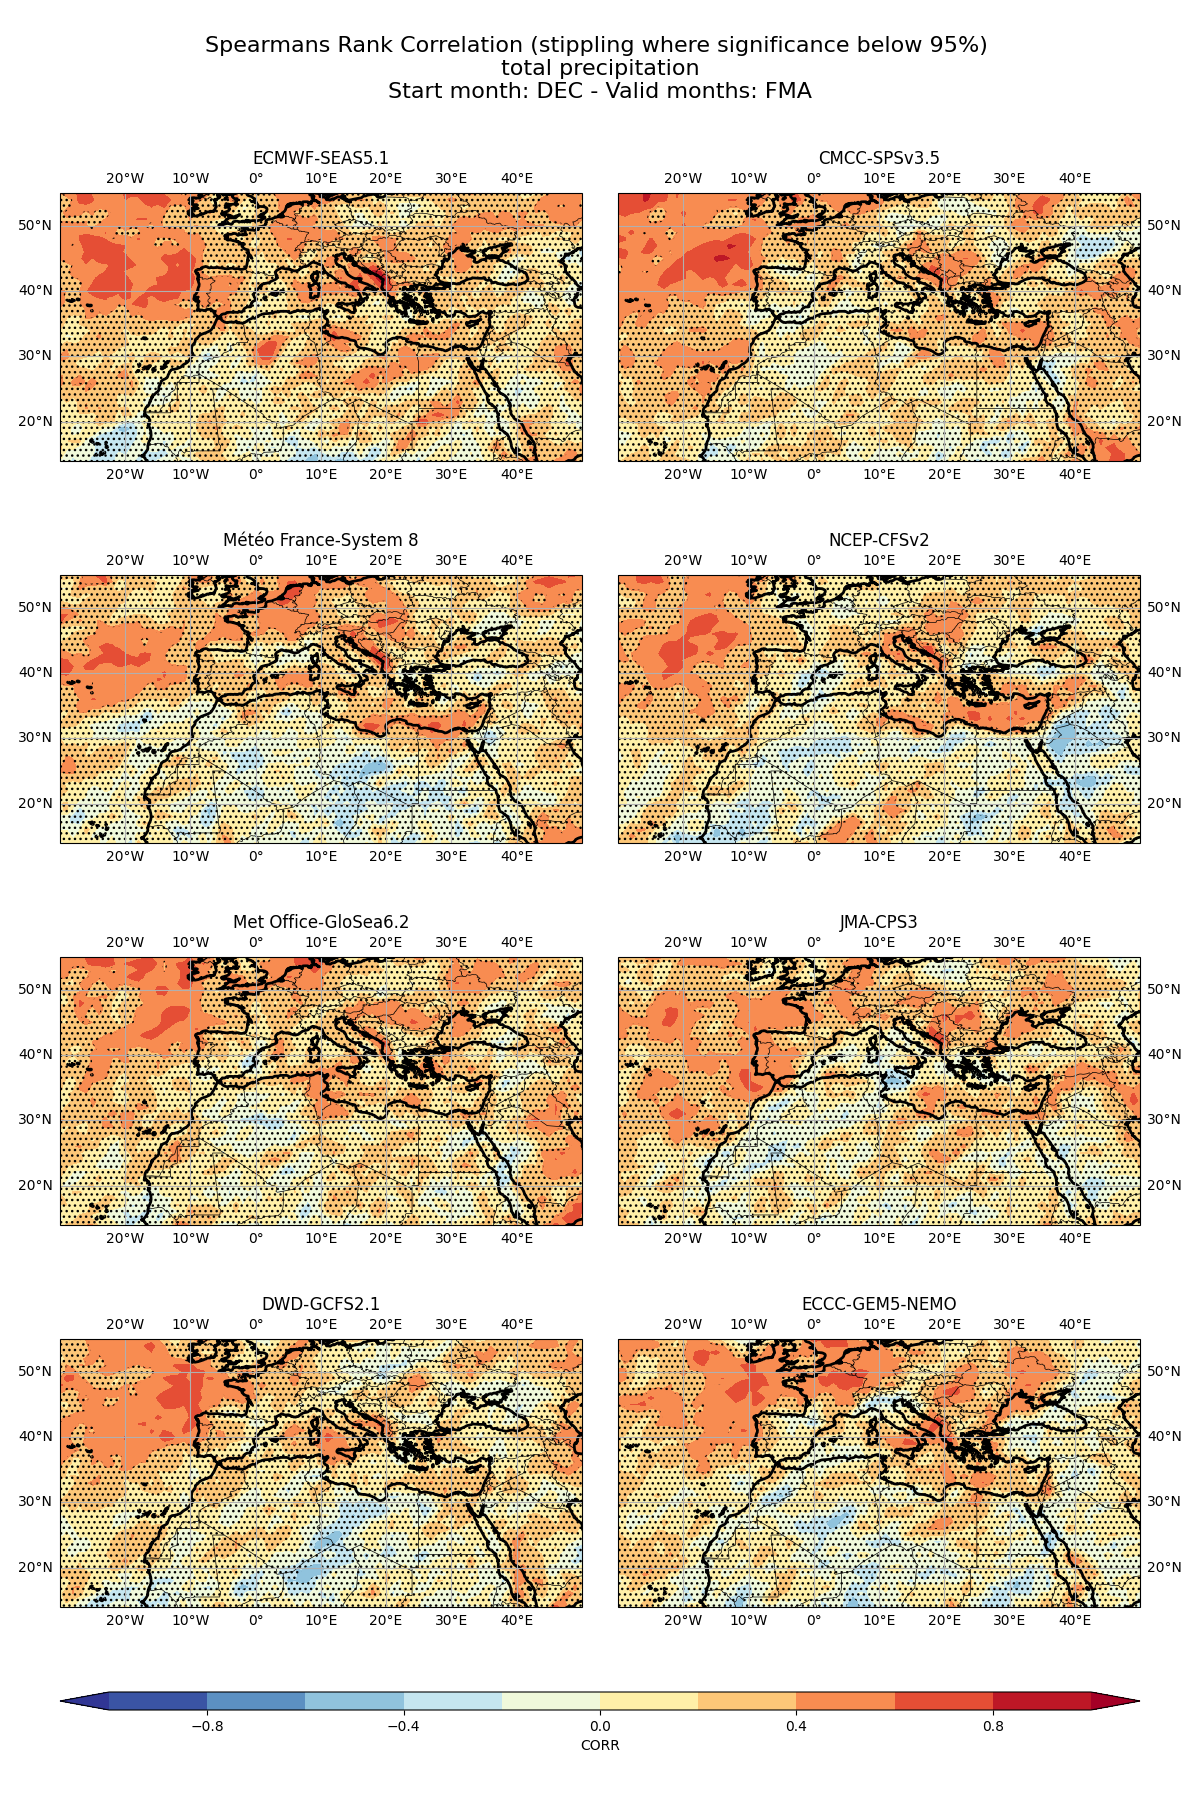 Spearmans Rank Correlation (stippling where significance below 95%)
total precipitation
Start month: DEC - Valid months: FMA
ECMWF-SEAS5.1
20°W 10°W 0° 10°E 20°E 30°E 40°E
50°N
40°N
30°N
20°N
20°W 10°W 0° 10°E 20°E 30°E 40°E
CMCC-SPSv3.5
20°W 10°W 0° 10°E 20°E 30°E 40°E
50°N
40°N
30°N
20°N
20°W 10°W 0° 10°E 20°E 30°E 40°E
Météo France-System 8
20°W 10°W 0° 10°E 20°E 30°E 40°E
50°N
40°N
30°N
20°N
20°W 10°W 0° 10°E 20°E 30°E 40°E
NCEP-CFSv2
20°W 10°W 0° 10°E 20°E 30°E 40°E
50°N
40°N
30°N
20°N
20°W 10°W 0° 10°E 20°E 30°E 40°E
Met Office-GloSea6.2
20°W 10°W 0° 10°E 20°E 30°E 40°E
50°N
40°N
30°N
20°N
20°W 10°W 0° 10°E 20°E 30°E 40°E
JMA-CPS3
20°W 10°W 0° 10°E 20°E 30°E 40°E
50°N
40°N
30°N
20°N
20°W 10°W 0° 10°E 20°E 30°E 40°E
DWD-GCFS2.1
20°W 10°W 0° 10°E 20°E 30°E 40°E
50°N
40°N
30°N
20°N
20°W 10°W 0° 10°E 20°E 30°E 40°E
ECCC-GEM5-NEMO
20°W 10°W 0° 10°E 20°E 30°E 40°E
50°N
40°N
30°N
20°N
20°W 10°W 0° 10°E 20°E 30°E 40°E
−0.8 −0.4 0.0 0.4 0.8
CORR